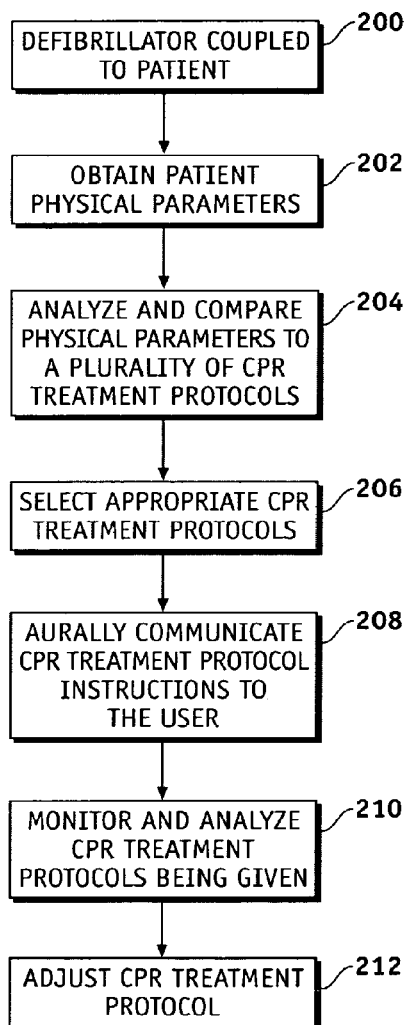 200
DEFIBRILLATOR COUPLED
TO PATIENT
202
OBTAIN PATIENT
PHYSICAL PARAMETERS
204
ANALYZE AND COMPARE
PHYSICAL PARAMETERS TO
A PLURALITY OF CPR
TREATMENT PROTOCOLS
206
SELECT APPROPRIATE CPR
TREATMENT PROTOCOLS
208
AURALLY COMMUNICATE
CPR TREATMENT PROTOCOL
INSTRUCTIONS TO
THE USER
210
MONITOR AND ANALYZE
CPR TREATMENT
PROTOCOLS BEING GIVEN
212
ADJUST CPR TREATMENT
PROTOCOL